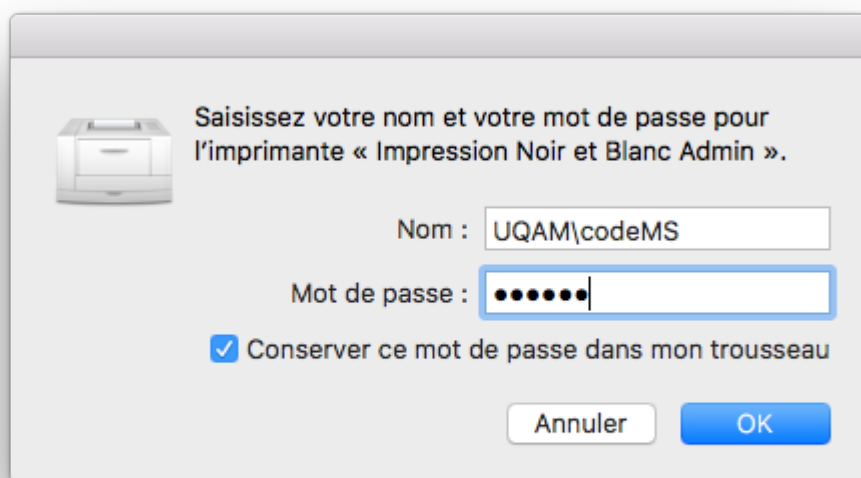 Saisissez votre nom et votre mot de passe pour
l'imprimante « Impression Noir et Blanc Admin ».
Nom : UQAM\codeMS
Mot de passe : ••••••
Conserver ce mot de passe dans mon trousseau
Annuler OK